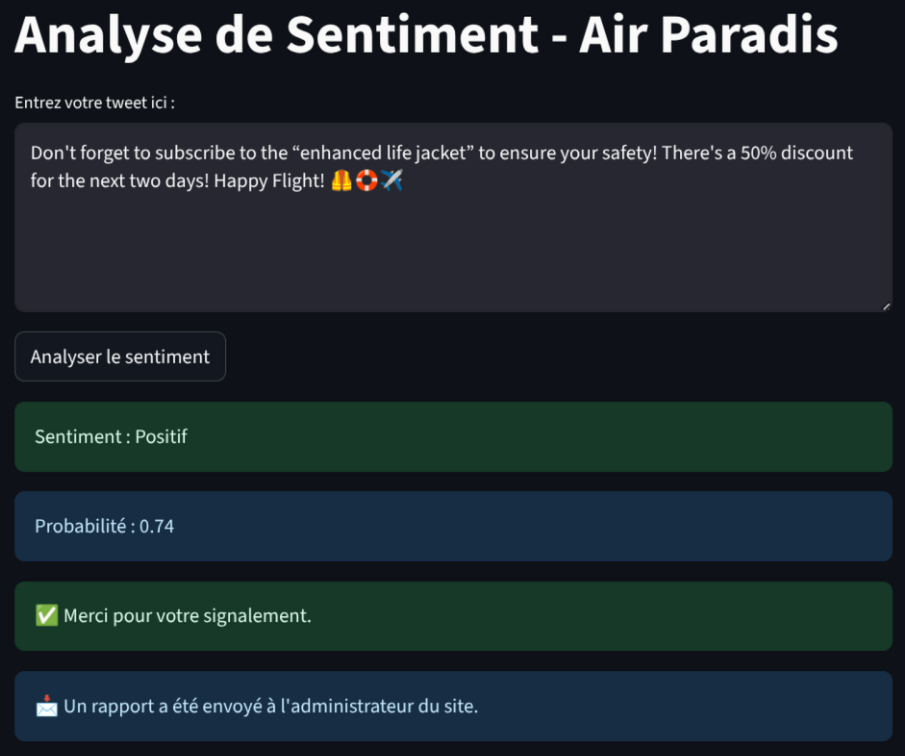 Analyse de Sentiment - Air Paradis
Entrez votre tweet ici :
Don't forget to subscribe to the “enhanced life jacket” to ensure your safety! There's a 50% discount
for the next two days! Happy Flight! 🦺🛟✈️
Analyser le sentiment
Sentiment : Positif
Probabilité : 0.74
✅ Merci pour votre signalement.
📩 Un rapport a été envoyé à l'administrateur du site.